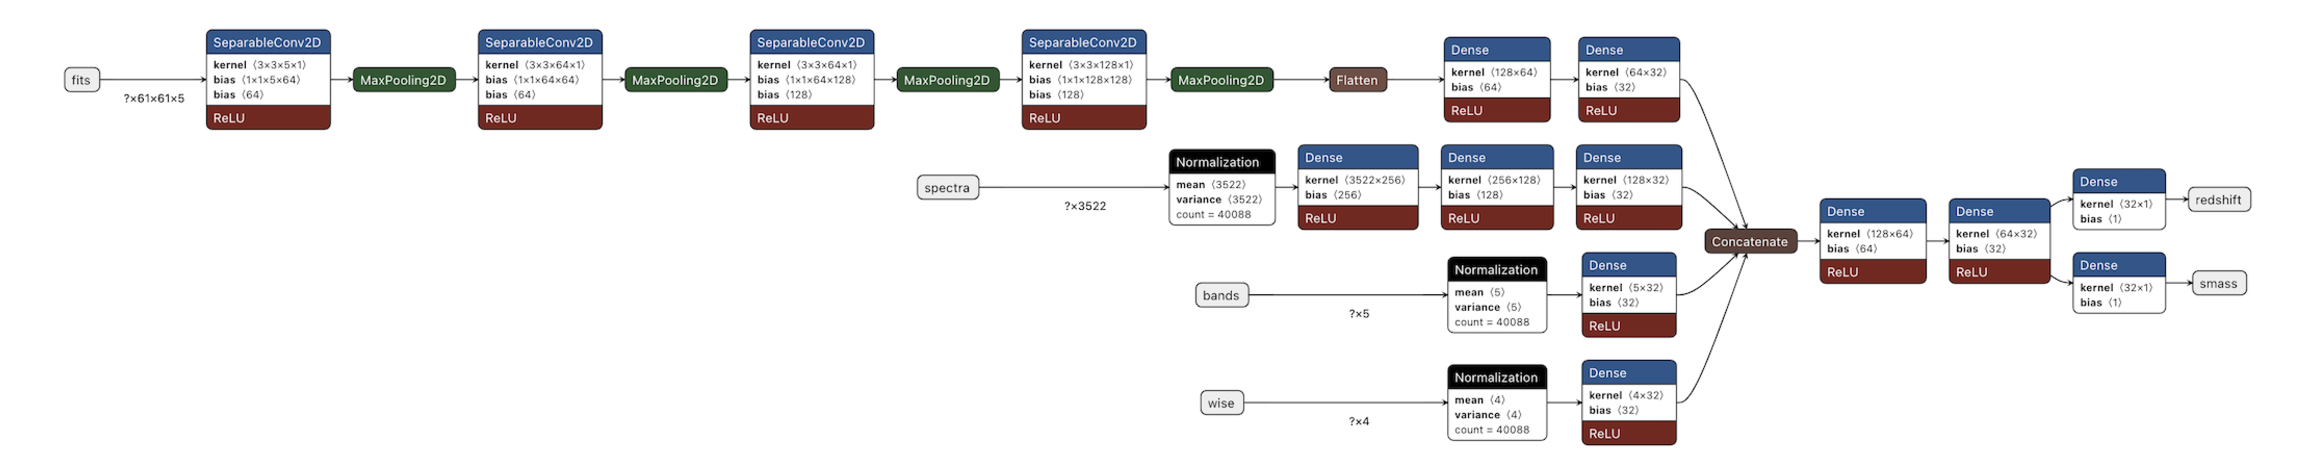 fits
?×61×61×5
SeparableConv2D
kernel ⟨3×3×5×1⟩
bias ⟨1×1×5×64⟩
bias ⟨64⟩
ReLU
MaxPooling2D
SeparableConv2D
kernel ⟨3×3×64×1⟩
bias ⟨1×1×64×64⟩
bias ⟨64⟩
ReLU
MaxPooling2D
SeparableConv2D
kernel ⟨3×3×64×1⟩
bias ⟨1×1×64×128⟩
bias ⟨128⟩
ReLU
MaxPooling2D
SeparableConv2D
kernel ⟨3×3×128×1⟩
bias ⟨1×1×128×128⟩
bias ⟨128⟩
ReLU
MaxPooling2D
Flatten
Dense
kernel ⟨128×64⟩
bias ⟨64⟩
ReLU
Dense
kernel ⟨64×32⟩
bias ⟨32⟩
ReLU
spectra
?×3522
Normalization
mean ⟨3522⟩
variance ⟨3522⟩
count = 40088
Dense
kernel ⟨3522×256⟩
bias ⟨256⟩
ReLU
Dense
kernel ⟨256×128⟩
bias ⟨128⟩
ReLU
Dense
kernel ⟨128×32⟩
bias ⟨32⟩
ReLU
bands
?×5
Normalization
mean ⟨5⟩
variance ⟨5⟩
count = 40088
Dense
kernel ⟨5×32⟩
bias ⟨32⟩
ReLU
wise
?×4
Normalization
mean ⟨4⟩
variance ⟨4⟩
count = 40088
Dense
kernel ⟨4×32⟩
bias ⟨32⟩
ReLU
Concatenate
Dense
kernel ⟨128×64⟩
bias ⟨64⟩
ReLU
Dense
kernel ⟨64×32⟩
bias ⟨32⟩
ReLU
Dense
kernel ⟨32×1⟩
bias ⟨1⟩
redshift
Dense
kernel ⟨32×1⟩
bias ⟨1⟩
smass